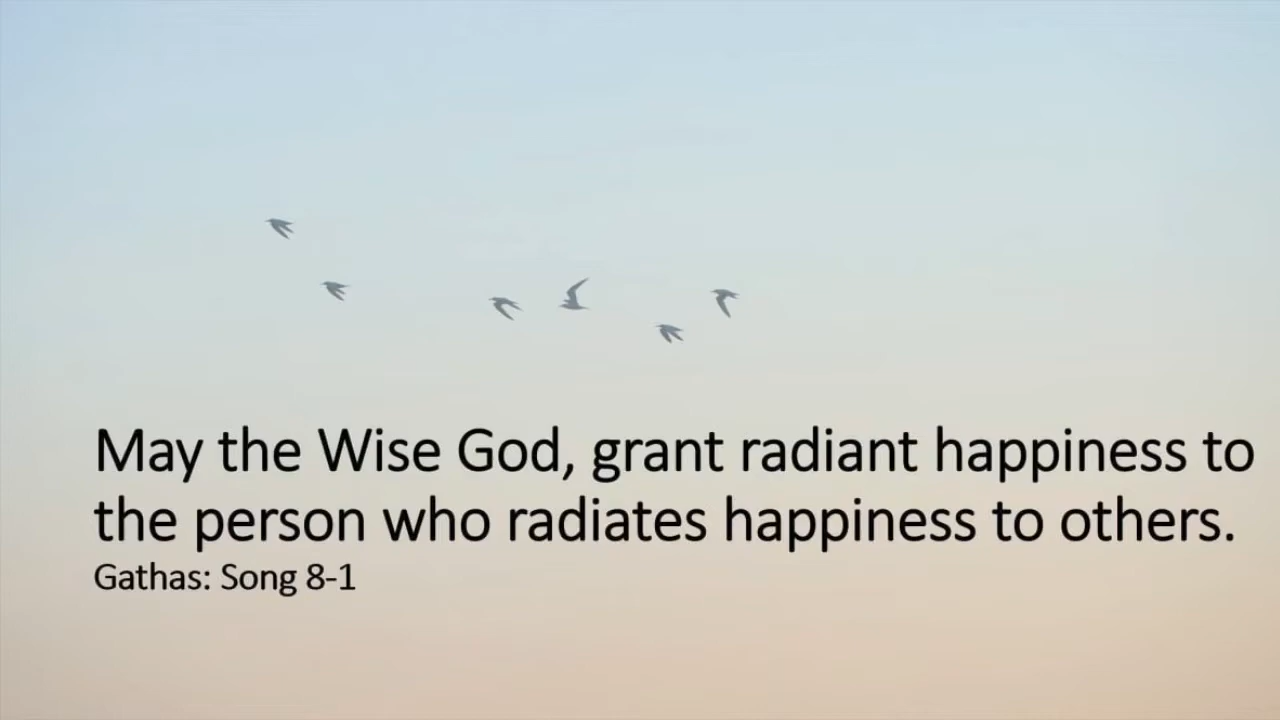 May the Wise God, grant radiant happiness to
the person who radiates happiness to others.
Gathas: Song 8-1